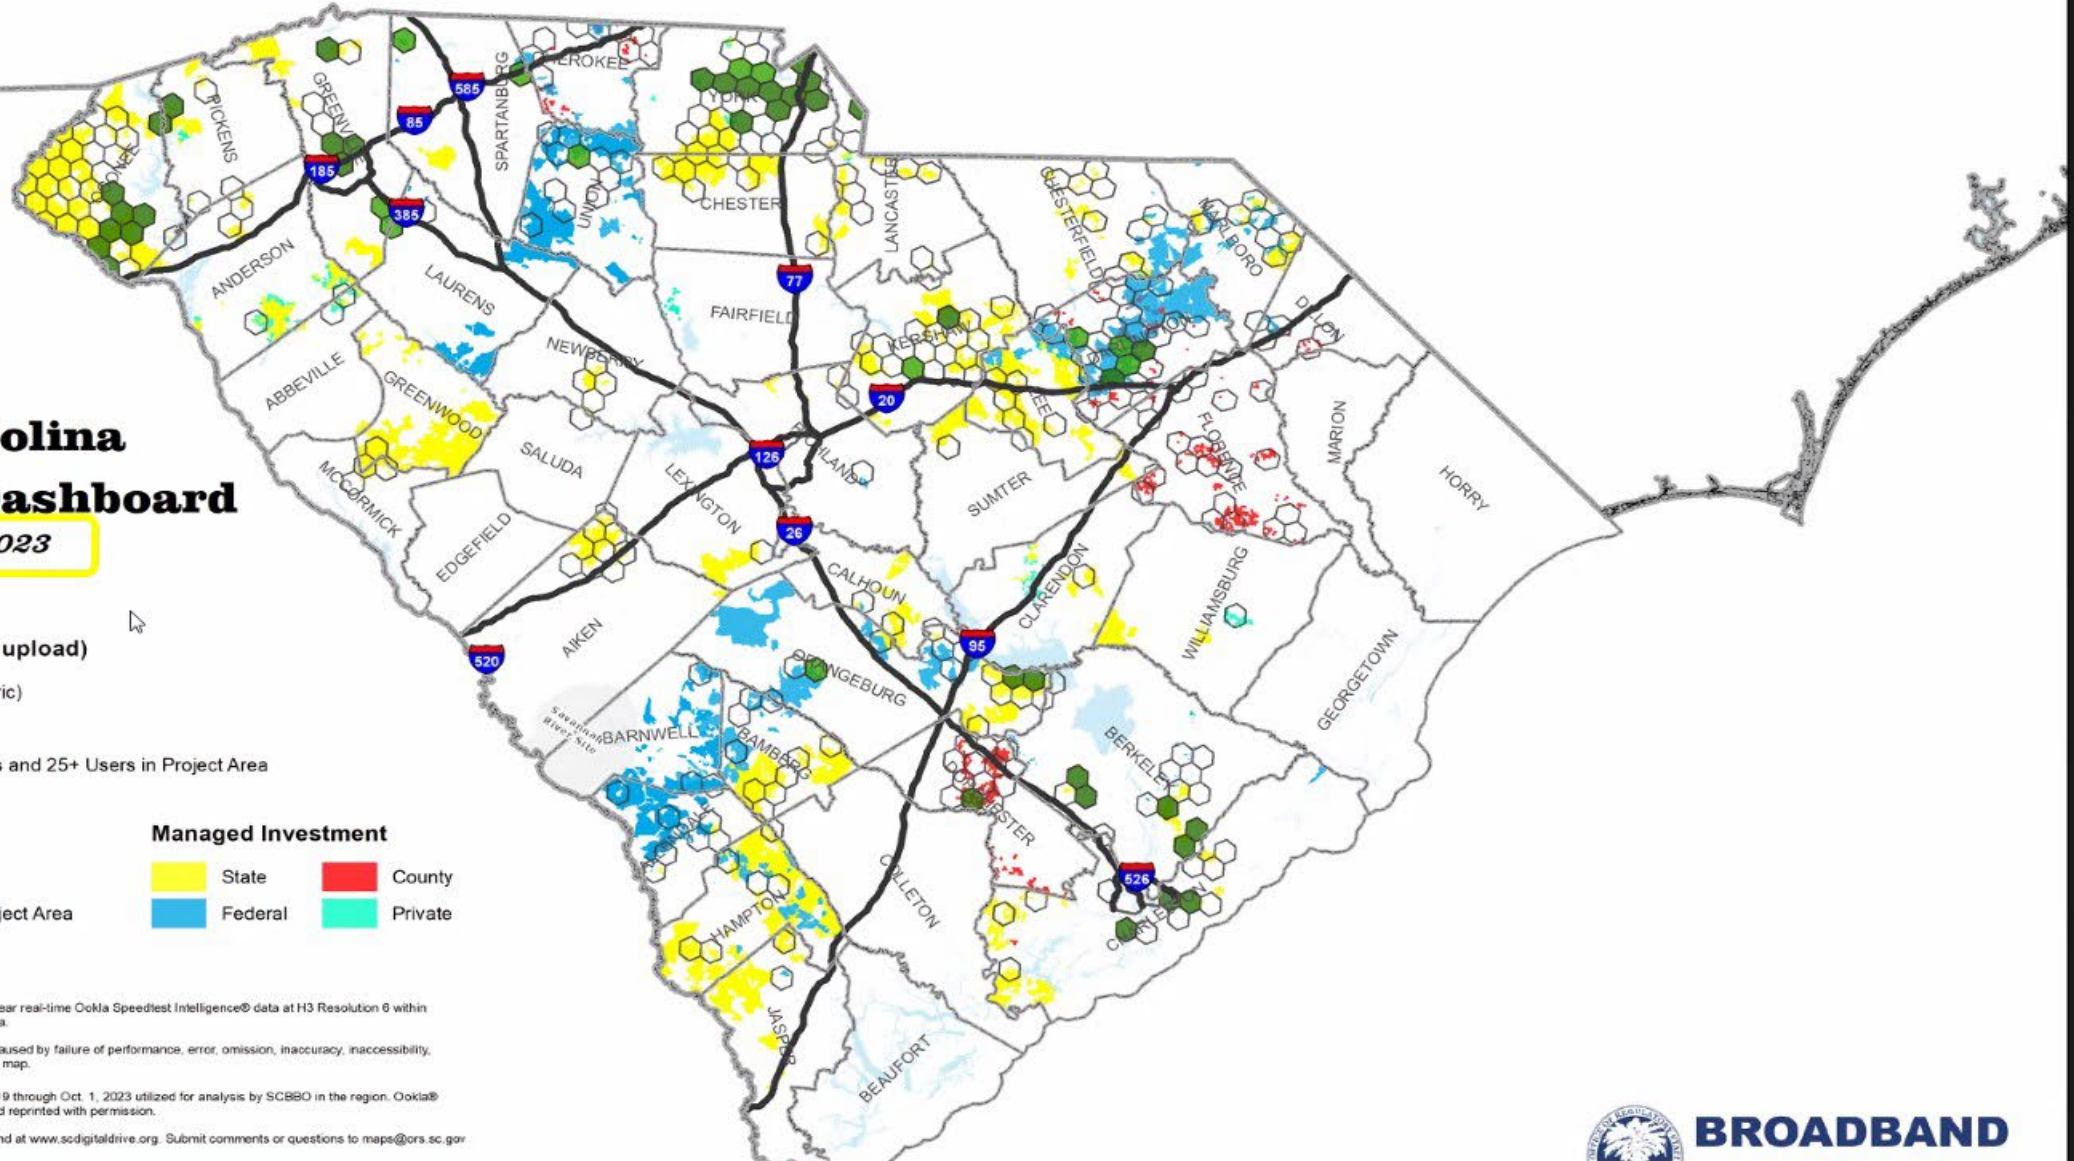 olina
ashboard
023
upload)
ric)
s and 25+ Users in Project Area
Managed Investment
State
County
Federal
Private
ject Area
ear real-time Ookla Speedtest Intelligence® data at H3 Resolution 6 within
a.
aused by failure of performance, error, omission, inaccuracy, inaccessibility,
map.
9 through Oct. 1, 2023 utilized for analysis by SCBBO in the region. Ookla®
d reprinted with permission.
nd at www.scdigitaldrive.org. Submit comments or questions to maps@ors.sc.gov
PICKENS
SPARTANBURG
YORK
585
85
185
385
UNION
CHESTER
LANCASTER
CHESTERFIELD
MARLBORO
ANDERSON
LAURENS
77
FAIRFIELD
KERSHAW
DILLON
NEWBERRY
ABBEVILLE
GREENWOOD
20
LEE
FLORENCE
MARION
HORRY
SALUDA
126
LEXINGTON
SUMTER
MCCORMICK
EDGEFIELD
26
CALHOUN
CLARENDON
WILLIAMSBURG
AIKEN
520
95
ORANGEBURG
GEORGETOWN
Savannah
River Site
BARNWELL
BAMBERG
BERKELEY
526
COLLETON
HAMPTON
JASPER
BEAUFORT
BROADBAND